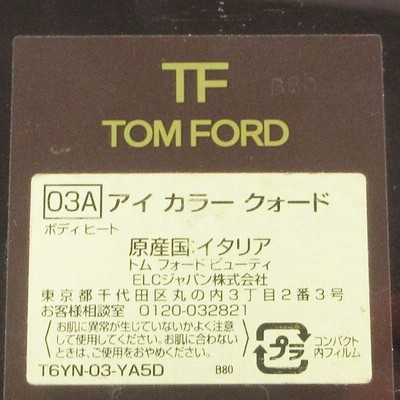 TF
B80
TOM FORD
03A アイ カラー クォード
ボディ ヒート
原産国:イタリア
トム フォード ビューティ
ELCジャパン株式会社
東京都千代田区丸の内3丁目2番3号
お客様相談室 0120-032821
お肌に異常が生じていないかよく注意
して使用してください。お肌に合わない
ときは、ご使用をおやめください。
プラ
コンパクト
内フィルム
T6YN-03-YA5D B80